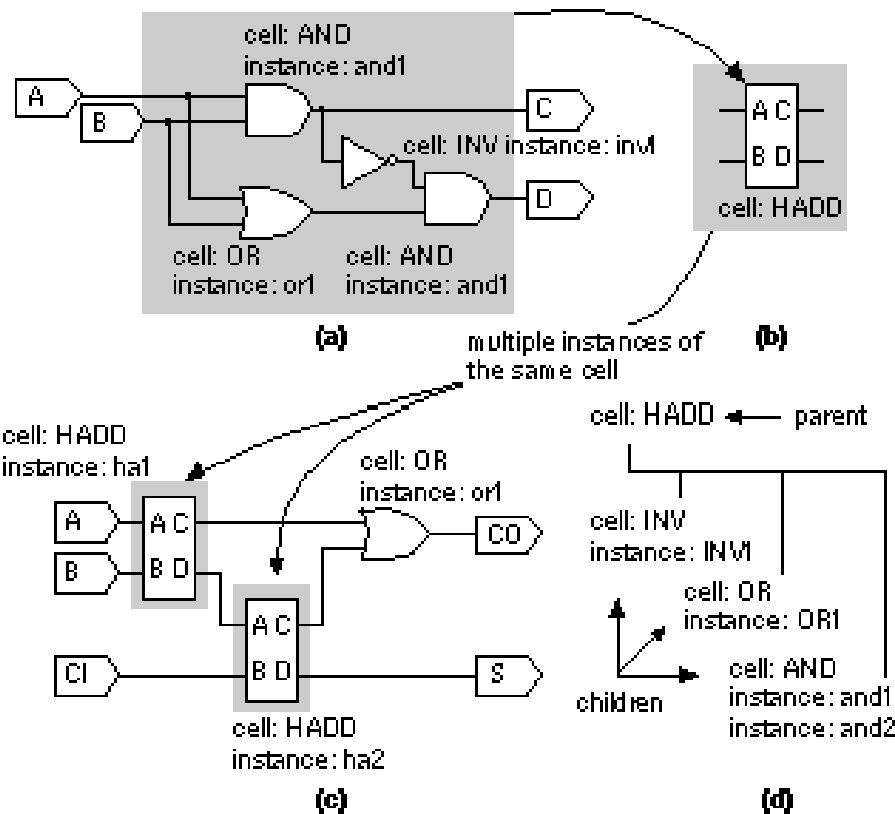 cell: AND
instance: and1
A
B
C
cell: INV instance: inv1
D
cell: OR
instance: or1
cell: AND
instance: and1
(a)
A C
B D
cell: HADD
(b)
multiple instances of
the same cell
cell: HADD
instance: ha1
A
B
CI
A C
B D
cell: OR
instance: or1
CO
A C
B D
S
cell: HADD
instance: ha2
(c)
cell: HADD
parent
cell: INV
instance: INV1
cell: OR
instance: OR1
cell: AND
instance: and1
instance: and2
children
(d)